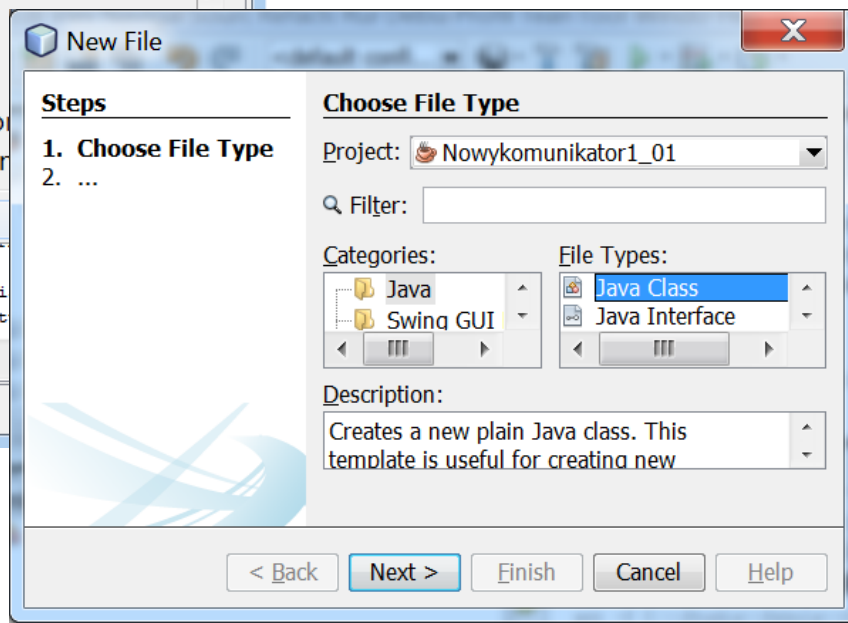 New File
Steps
1. Choose File Type
2. ...
Choose File Type
Project: Nowykomunikator1_01
Filter:
Categories:
Java
Swing GUI
File Types:
Java Class
Java Interface
Description:
Creates a new plain Java class. This
template is useful for creating new
< Back Next > Finish Cancel Help